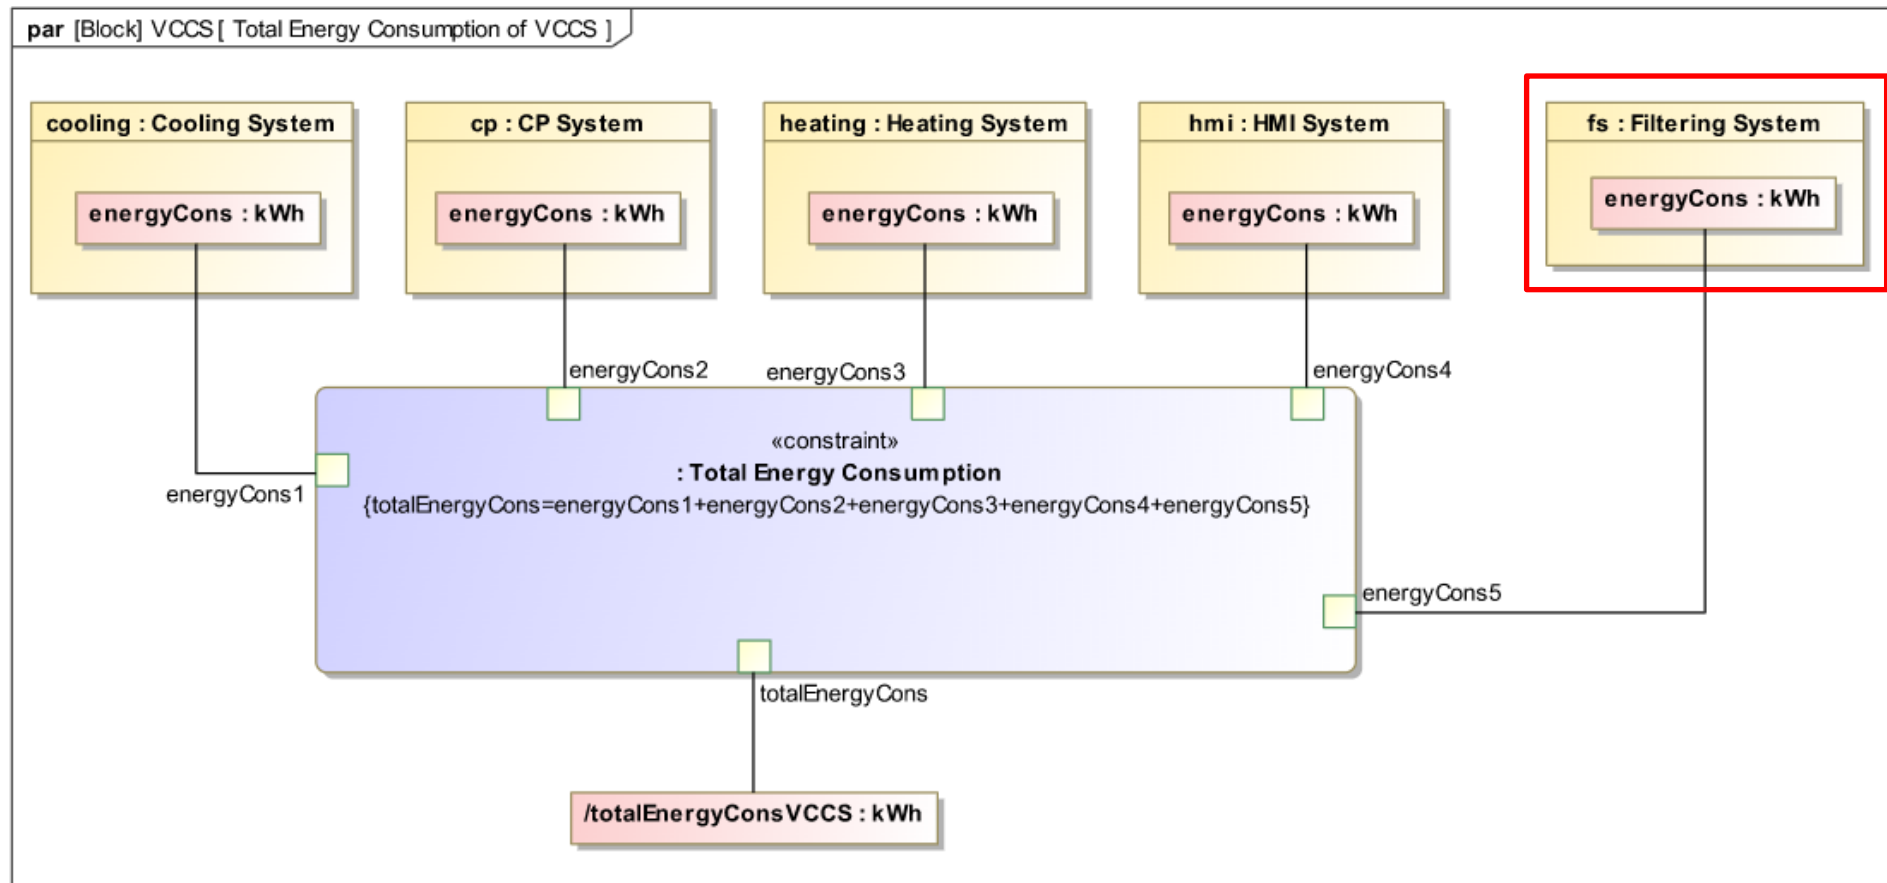 par [Block] VCCS [ Total Energy Consumption of VCCS ]
cooling : Cooling System
cp : CP System
heating : Heating System
hmi : HMI System
fs : Filtering System
energyCons : kWh
energyCons : kWh
energyCons : kWh
energyCons : kWh
energyCons : kWh
energyCons2
energyCons3
energyCons4
«constraint»
: Total Energy Consumption
energyCons1
{totalEnergyCons=energyCons1+energyCons2+energyCons3+energyCons4+energyCons5}
energyCons5
totalEnergyCons
/totalEnergyConsVCCS : kWh